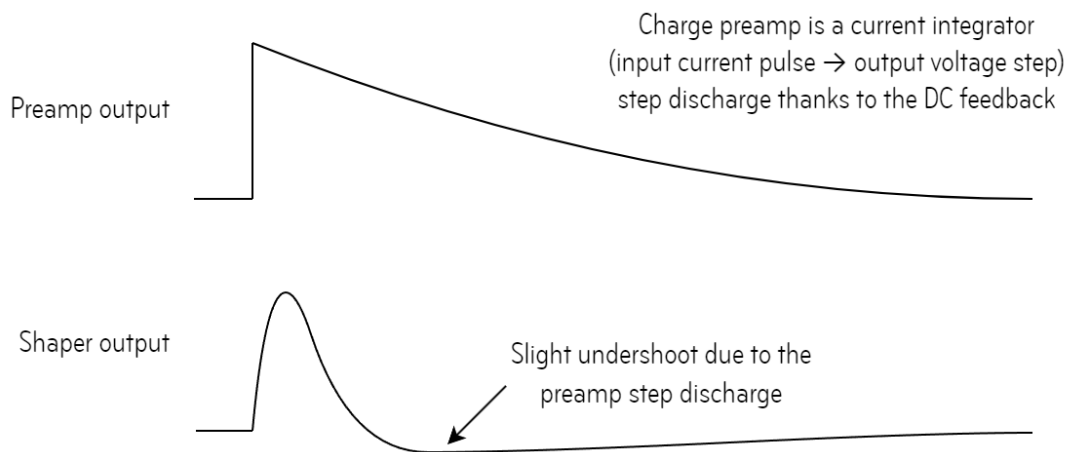 Charge preamp is a current integrator
(input current pulse → output voltage step)
step discharge thanks to the DC feedback
Preamp output
Shaper output
Slight undershoot due to the
preamp step discharge